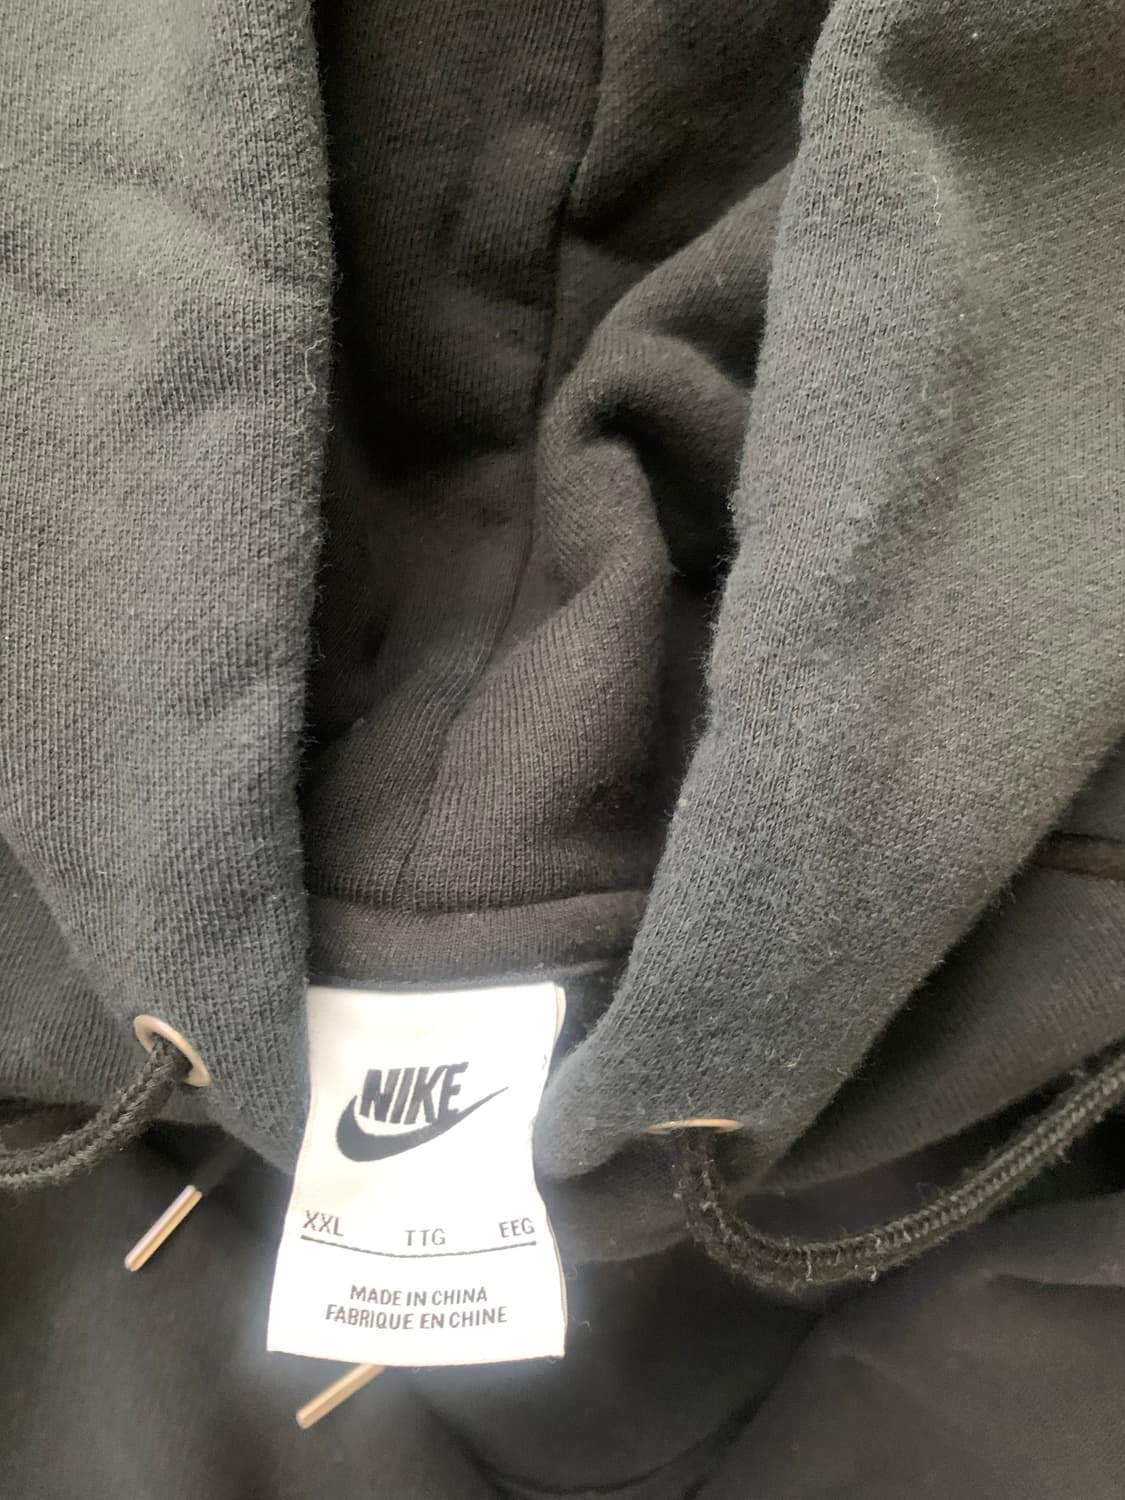 NIKE
XXL TTG EEG
MADE IN CHINA
FABRIQUE EN CHINE